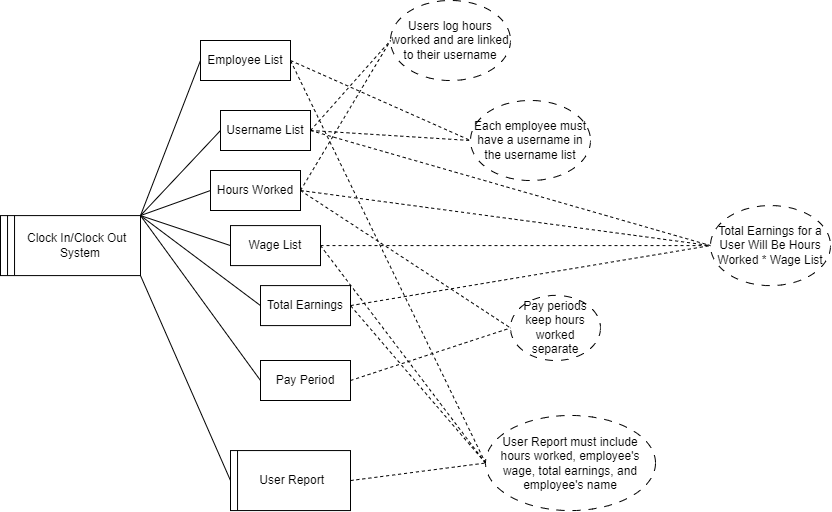 Users log hours
worked and are linked
to their username
Employee List
Username List
Each employee must
have a username in
the username list
Hours Worked
Clock In/Clock Out
System
Wage List
Total Earnings for a
User Will Be Hours
Worked * Wage List
Total Earnings
Pay periods
keep hours
worked
separate
Pay Period
User Report
User Report must include
hours worked, employee's
wage, total earnings, and
employee's name